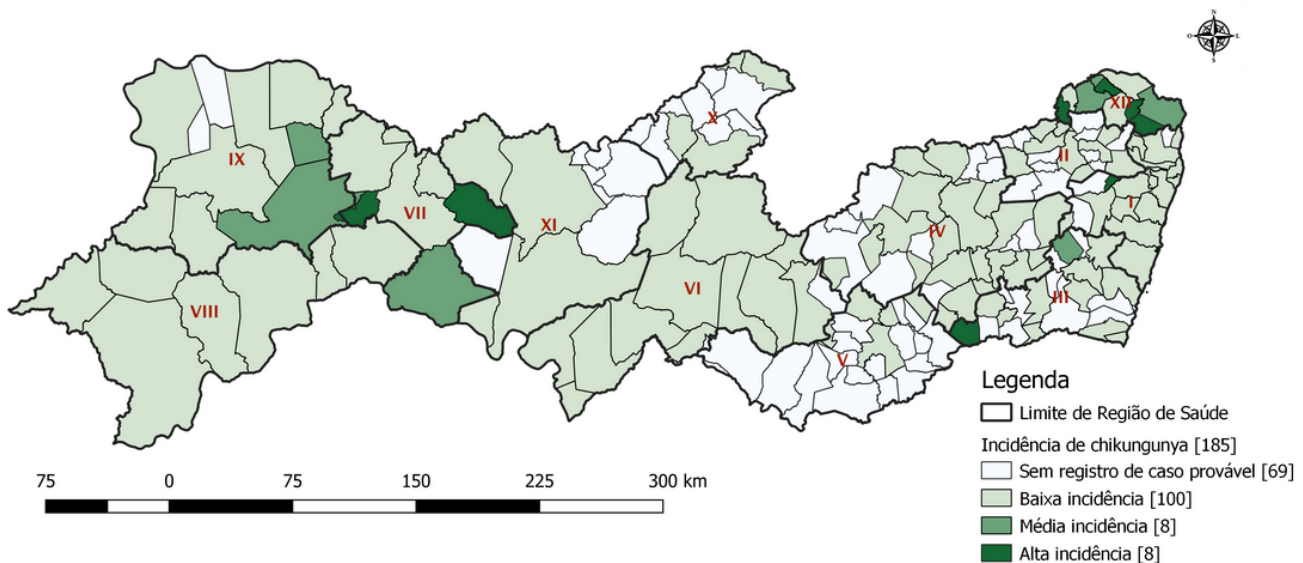 N
O L
S
XII
X
II
IX
I
VII
XI
IV
VI
III
VIII
V
Legenda
Limite de Região de Saúde
Incidência de chikungunya [185]
Sem registro de caso provável [69]
Baixa incidência [100]
Média incidência [8]
Alta incidência [8]
75 0 75 150 225 300 km